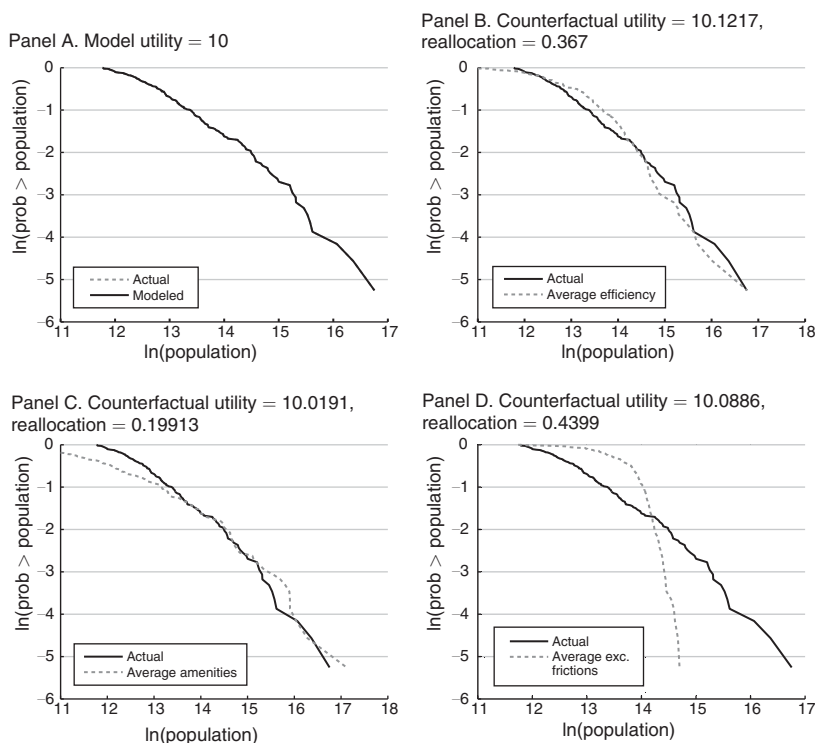 Panel A. Model utility = 10
ln(prob > population)
0
−1
−2
−3
−4
−5
−6
Actual
Modeled
11 12 13 14 15 16 17
ln(population)
Panel B. Counterfactual utility = 10.1217,
reallocation = 0.367
ln(prob > population)
0
−1
−2
−3
−4
−5
−6
Actual
Average efficiency
11 12 13 14 15 16 17 18
ln(population)
Panel C. Counterfactual utility = 10.0191,
reallocation = 0.19913
ln(prob > population)
0
−1
−2
−3
−4
−5
−6
Actual
Average amenities
11 12 13 14 15 16 17 18
ln(population)
Panel D. Counterfactual utility = 10.0886,
reallocation = 0.4399
ln(prob > population)
0
−1
−2
−3
−4
−5
−6
Actual
Average exc.
frictions
11 12 13 14 15 16 17
ln(population)